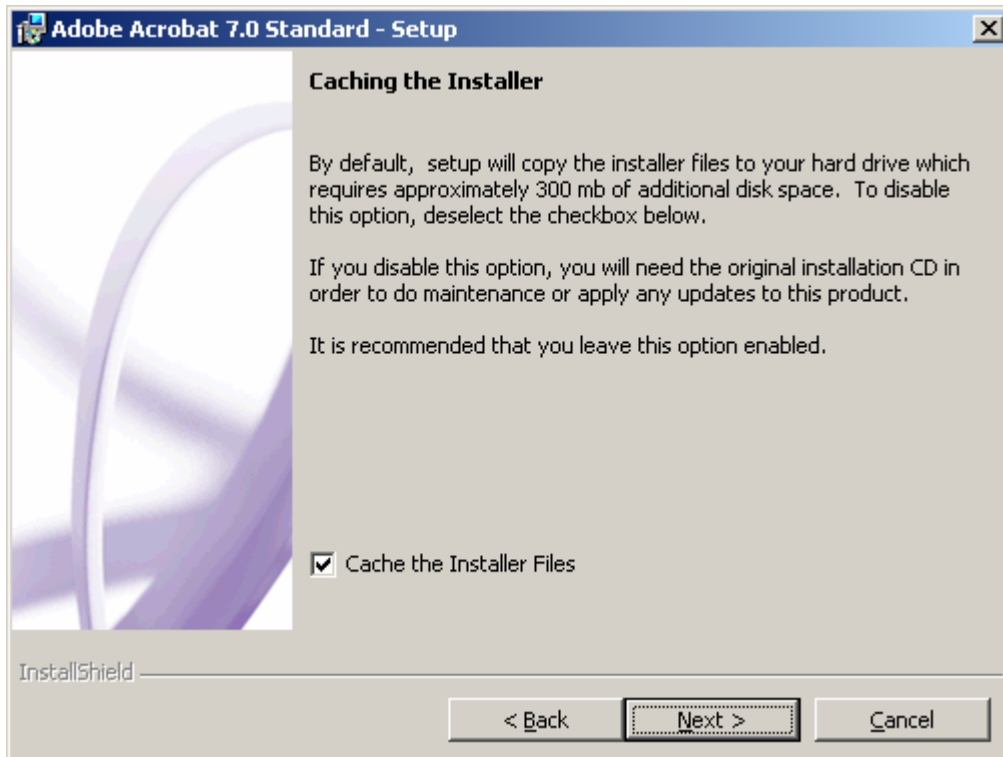 Adobe Acrobat 7.0 Standard - Setup
Caching the Installer
By default,  setup will copy the installer files to your hard drive which
requires approximately 300 mb of additional disk space.  To disable
this option, deselect the checkbox below.
If you disable this option, you will need the original installation CD in
order to do maintenance or apply any updates to this product.
It is recommended that you leave this option enabled.
Cache the Installer Files
InstallShield
< Back
Next >
Cancel